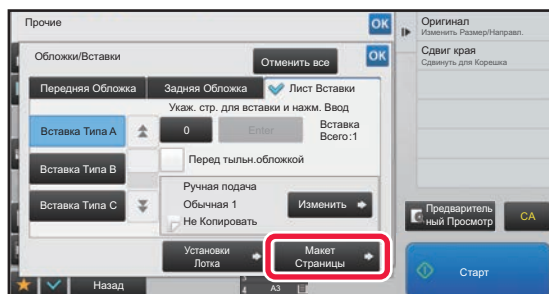 Прочие
OK
Обложки/Вставки
Отменить все
OK
Передняя Обложка
Задняя Обложка
Лист Вставки
Укаж. стр. для вставки и нажм. Ввод
Вставка Типа A
0
Enter
Вставка
Всего:1
Вставка Типа B
Перед тыльн.обложкой
Вставка Типа C
Ручная подача
Обычная 1
Не Копировать
Изменить
Установки
Лотка
Макет
Страницы
Назад
A3
Оригинал
Изменить Размер/Направл.
Сдвиг края
Сдвинуть для Корешка
Предваритель
ный Просмотр
CA
Старт